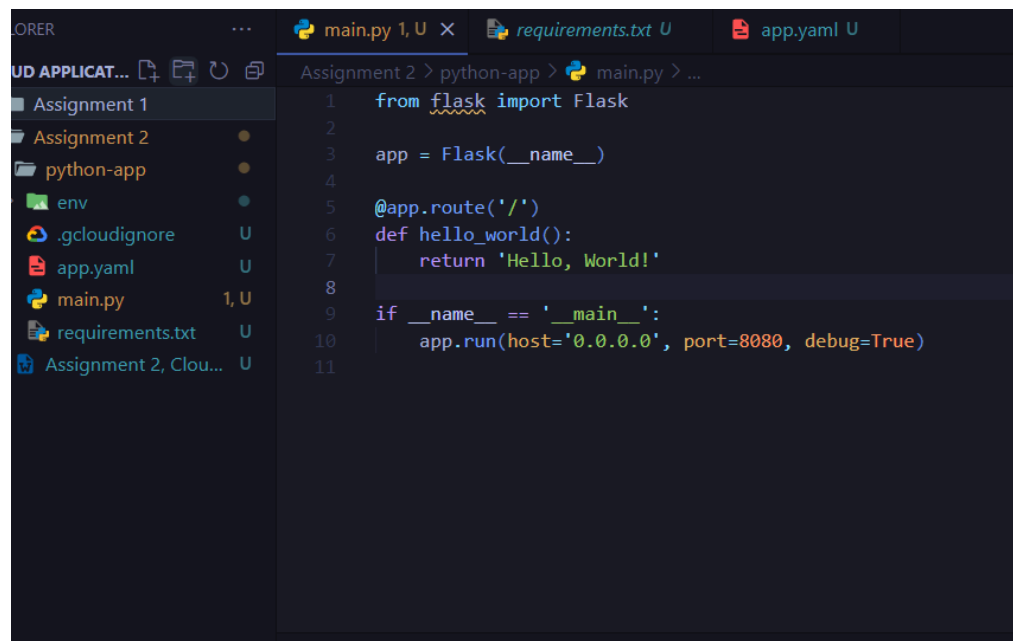 LORER ...
main.py 1, U
requirements.txt U
app.yaml U
UD APPLICAT...
Assignment 2 > python-app > main.py > ...
Assignment 1
Assignment 2
python-app
env
.gcloudignore U
app.yaml U
main.py 1, U
requirements.txt U
Assignment 2, Clou... U
1 from flask import Flask
2
3 app = Flask(__name__)
4
5 @app.route('/')
6 def hello_world():
7 return 'Hello, World!'
8
9 if __name__ == '__main__':
10 app.run(host='0.0.0.0', port=8080, debug=True)
11